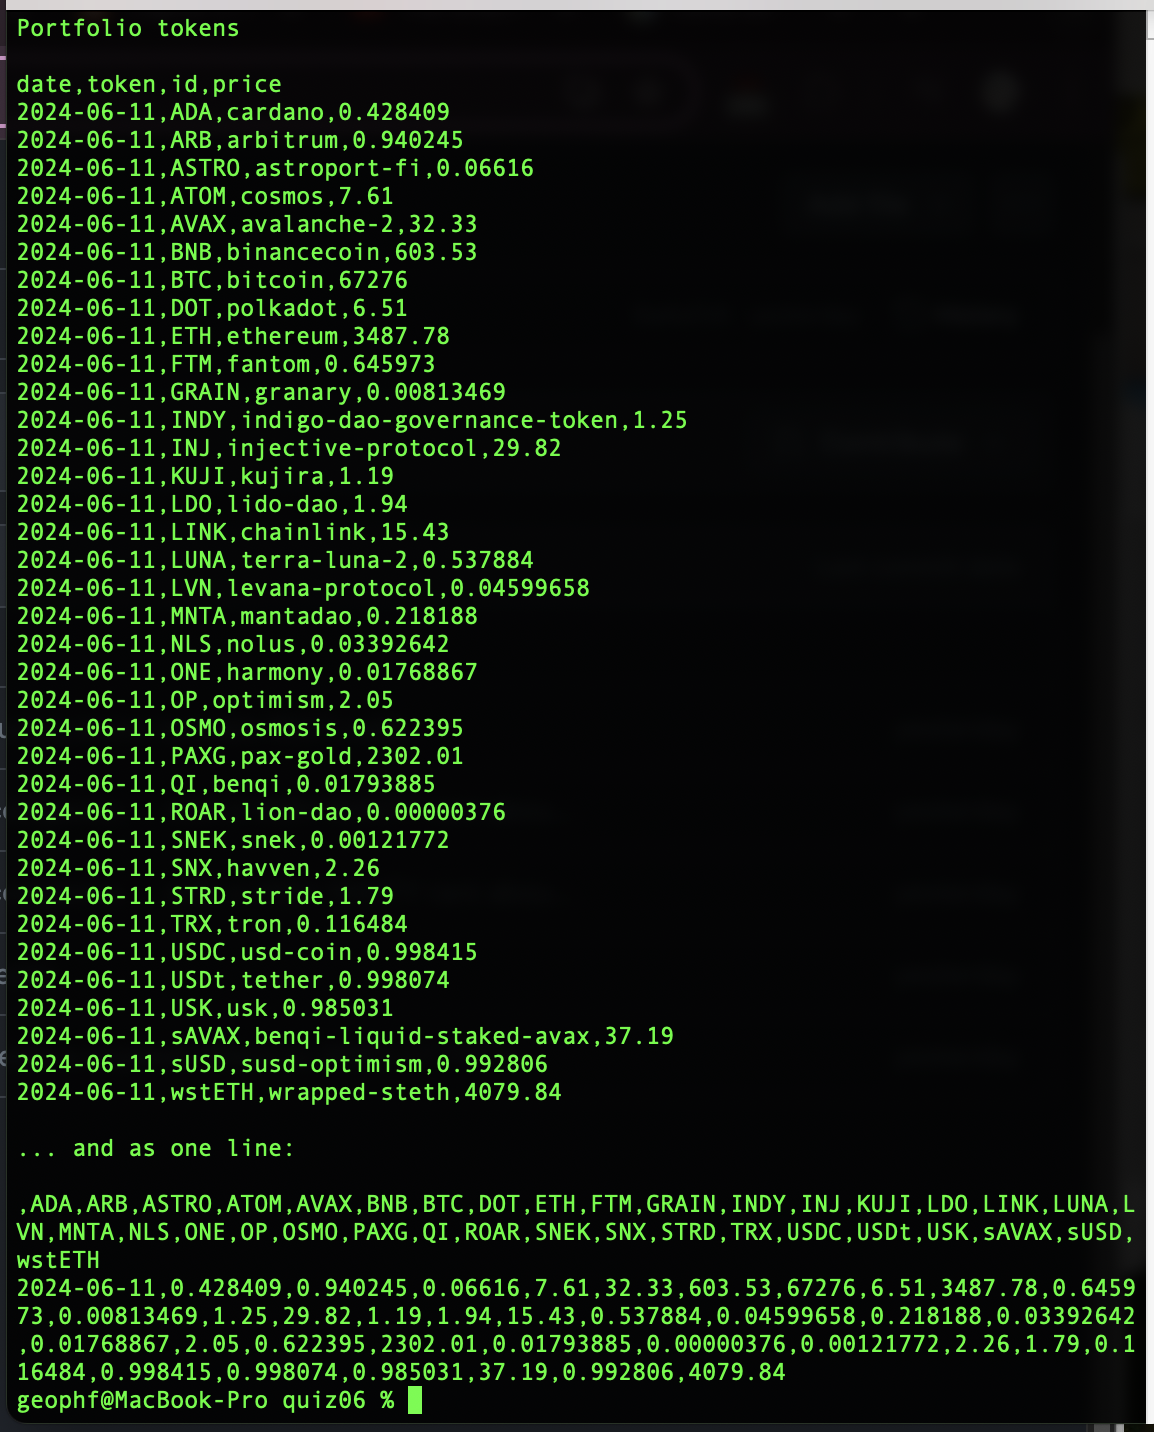 Portfolio tokens
date,token,id,price
2024-06-11,ADA,cardano,0.428409
2024-06-11,ARB,arbitrum,0.940245
2024-06-11,ASTRO,astroport-fi,0.06616
2024-06-11,ATOM,cosmos,7.61
2024-06-11,AVAX,avalanche-2,32.33
2024-06-11,BNB,binancecoin,603.53
2024-06-11,BTC,bitcoin,67276
2024-06-11,DOT,polkadot,6.51
2024-06-11,ETH,ethereum,3487.78
2024-06-11,FTM,fantom,0.645973
2024-06-11,GRAIN,granary,0.00813469
2024-06-11,INDY,indigo-dao-governance-token,1.25
2024-06-11,INJ,injective-protocol,29.82
2024-06-11,KUJI,kujira,1.19
2024-06-11,LDO,lido-dao,1.94
2024-06-11,LINK,chainlink,15.43
2024-06-11,LUNA,terra-luna-2,0.537884
2024-06-11,LVN,levana-protocol,0.04599658
2024-06-11,MNTA,mantadao,0.218188
2024-06-11,NLS,nolus,0.03392642
2024-06-11,ONE,harmony,0.01768867
2024-06-11,OP,optimism,2.05
2024-06-11,OSMO,osmosis,0.622395
2024-06-11,PAXG,pax-gold,2302.01
2024-06-11,QI,benqi,0.01793885
2024-06-11,ROAR,lion-dao,0.00000376
2024-06-11,SNEK,snek,0.00121772
2024-06-11,SNX,havven,2.26
2024-06-11,STRD,stride,1.79
2024-06-11,TRX,tron,0.116484
2024-06-11,USDC,usd-coin,0.998415
2024-06-11,USDt,tether,0.998074
2024-06-11,USK,usk,0.985031
2024-06-11,sAVAX,benqi-liquid-staked-avax,37.19
2024-06-11,sUSD,susd-optimism,0.992806
2024-06-11,wstETH,wrapped-steth,4079.84
... and as one line:
,ADA,ARB,ASTRO,ATOM,AVAX,BNB,BTC,DOT,ETH,FTM,GRAIN,INDY,INJ,KUJI,LDO,LINK,LUNA,L
VN,MNTA,NLS,ONE,OP,OSMO,PAXG,QI,ROAR,SNEK,SNX,STRD,TRX,USDC,USDt,USK,sAVAX,sUSD,
wstETH
2024-06-11,0.428409,0.940245,0.06616,7.61,32.33,603.53,67276,6.51,3487.78,0.6459
73,0.00813469,1.25,29.82,1.19,1.94,15.43,0.537884,0.04599658,0.218188,0.03392642
,0.01768867,2.05,0.622395,2302.01,0.01793885,0.00000376,0.00121772,2.26,1.79,0.1
16484,0.998415,0.998074,0.985031,37.19,0.992806,4079.84
geophf@MacBook-Pro quiz06 %